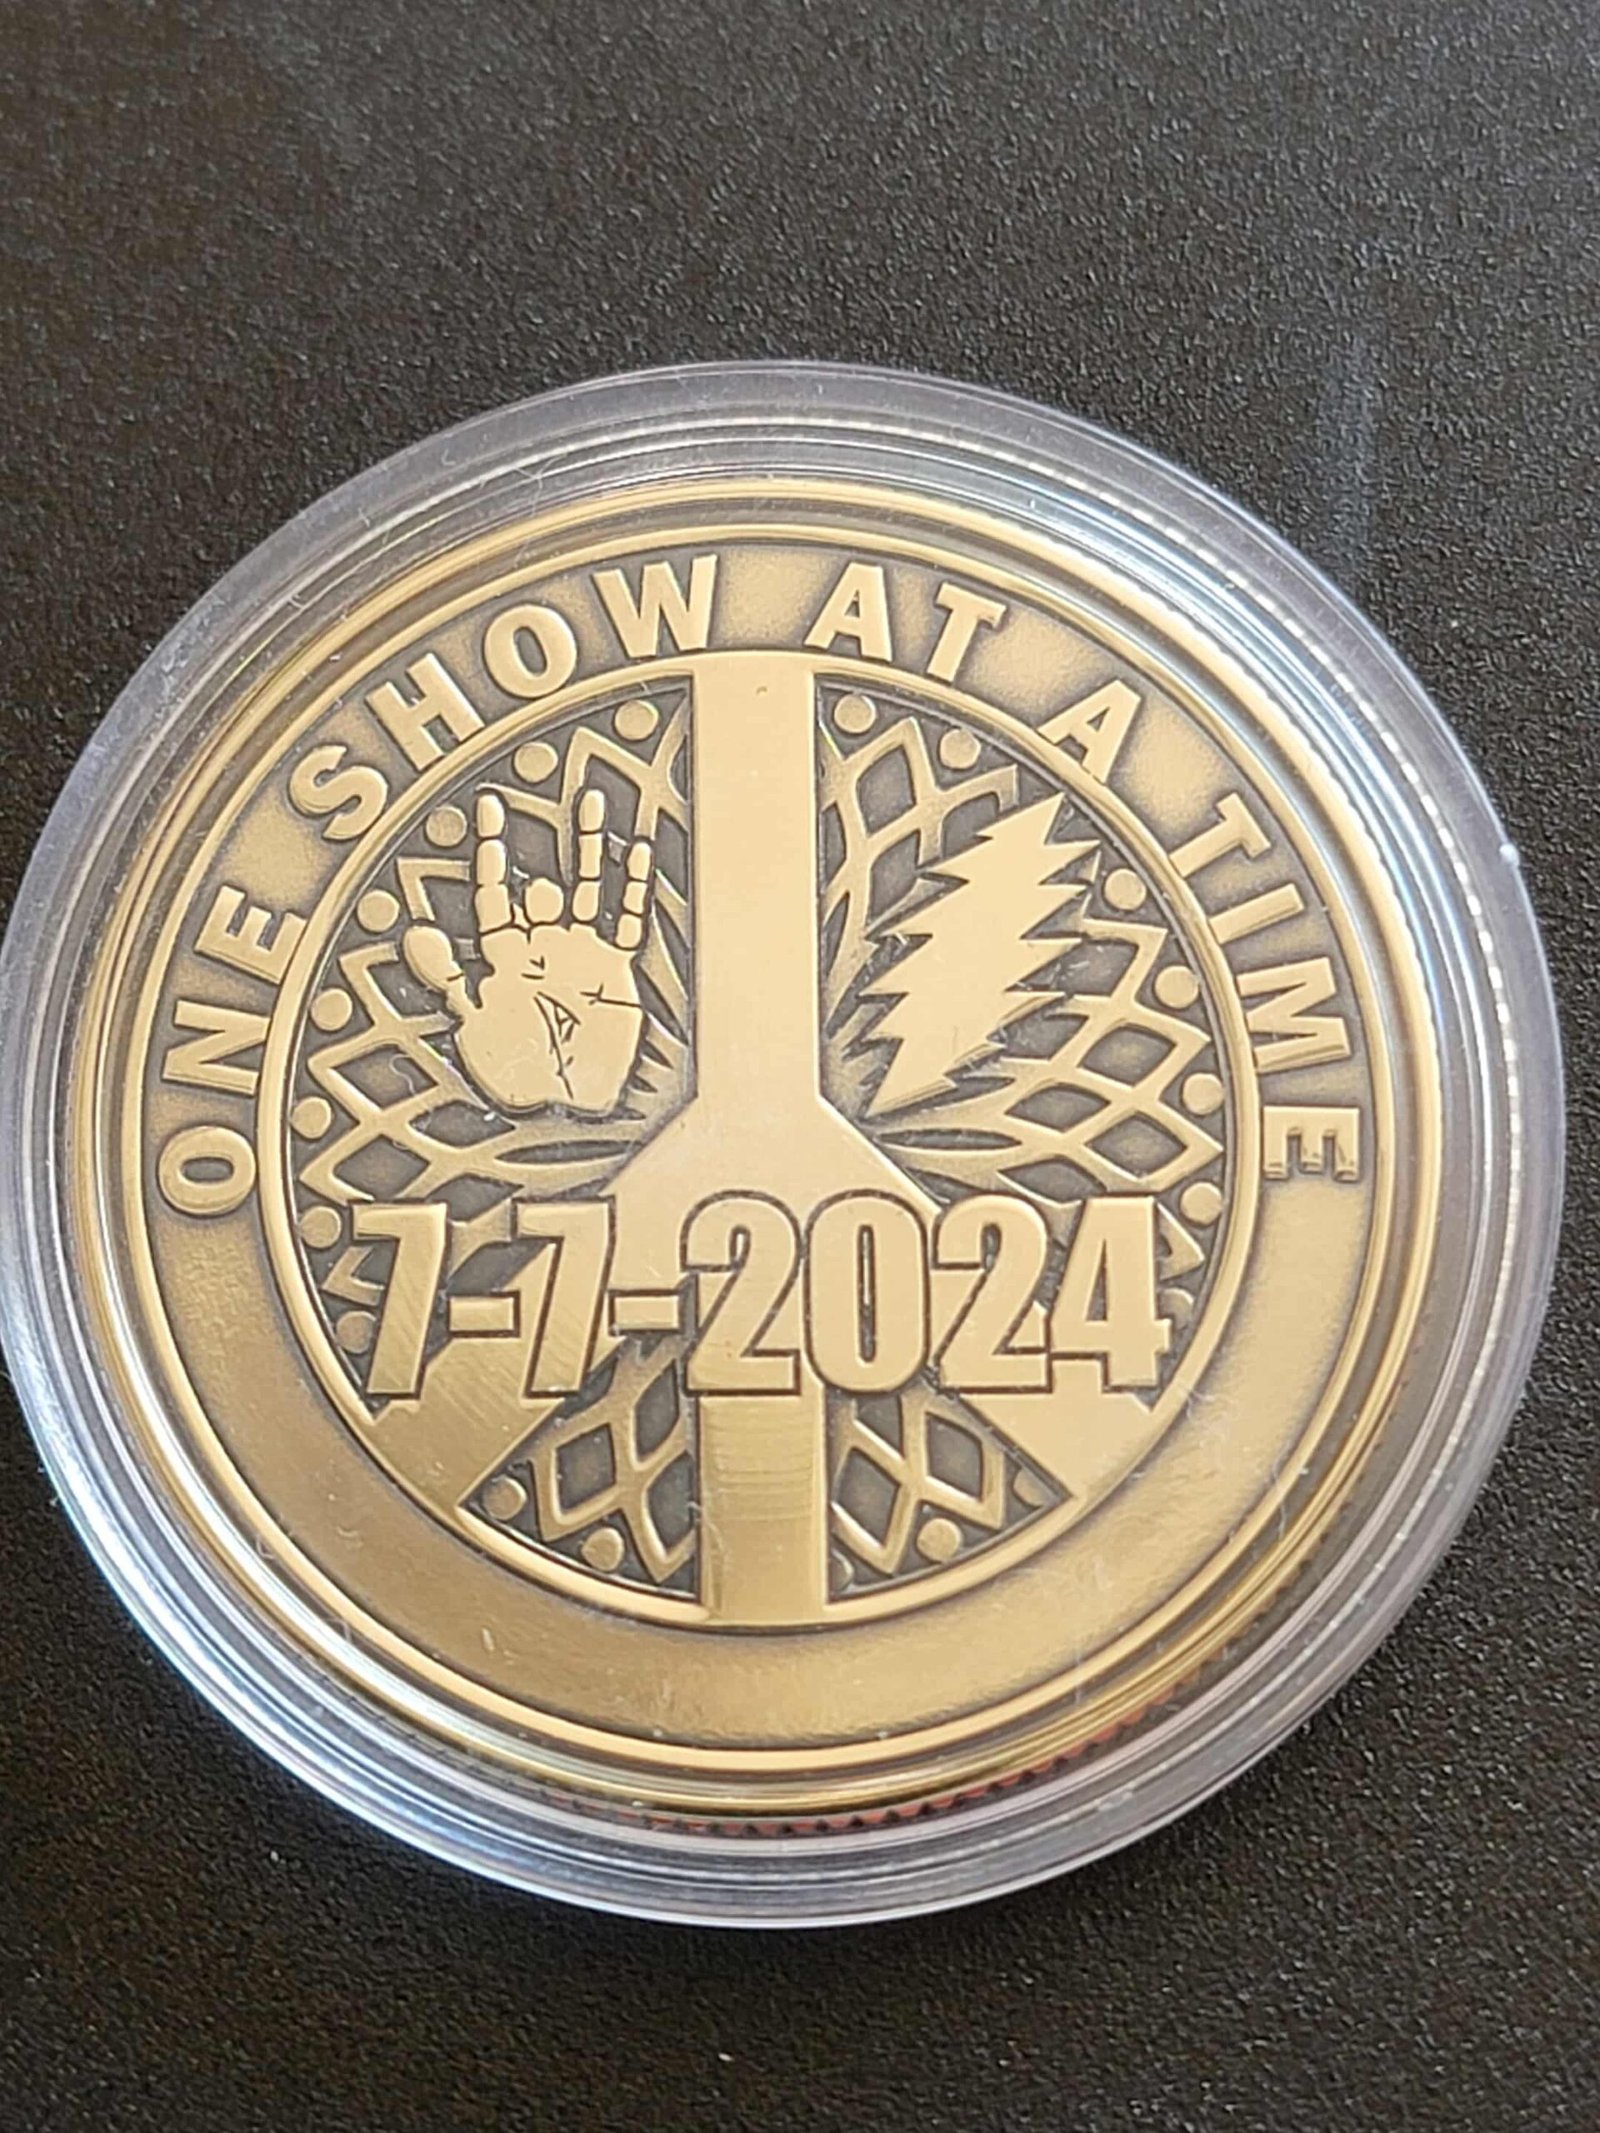 ONE SHOW AT A TIME
7-7-2024